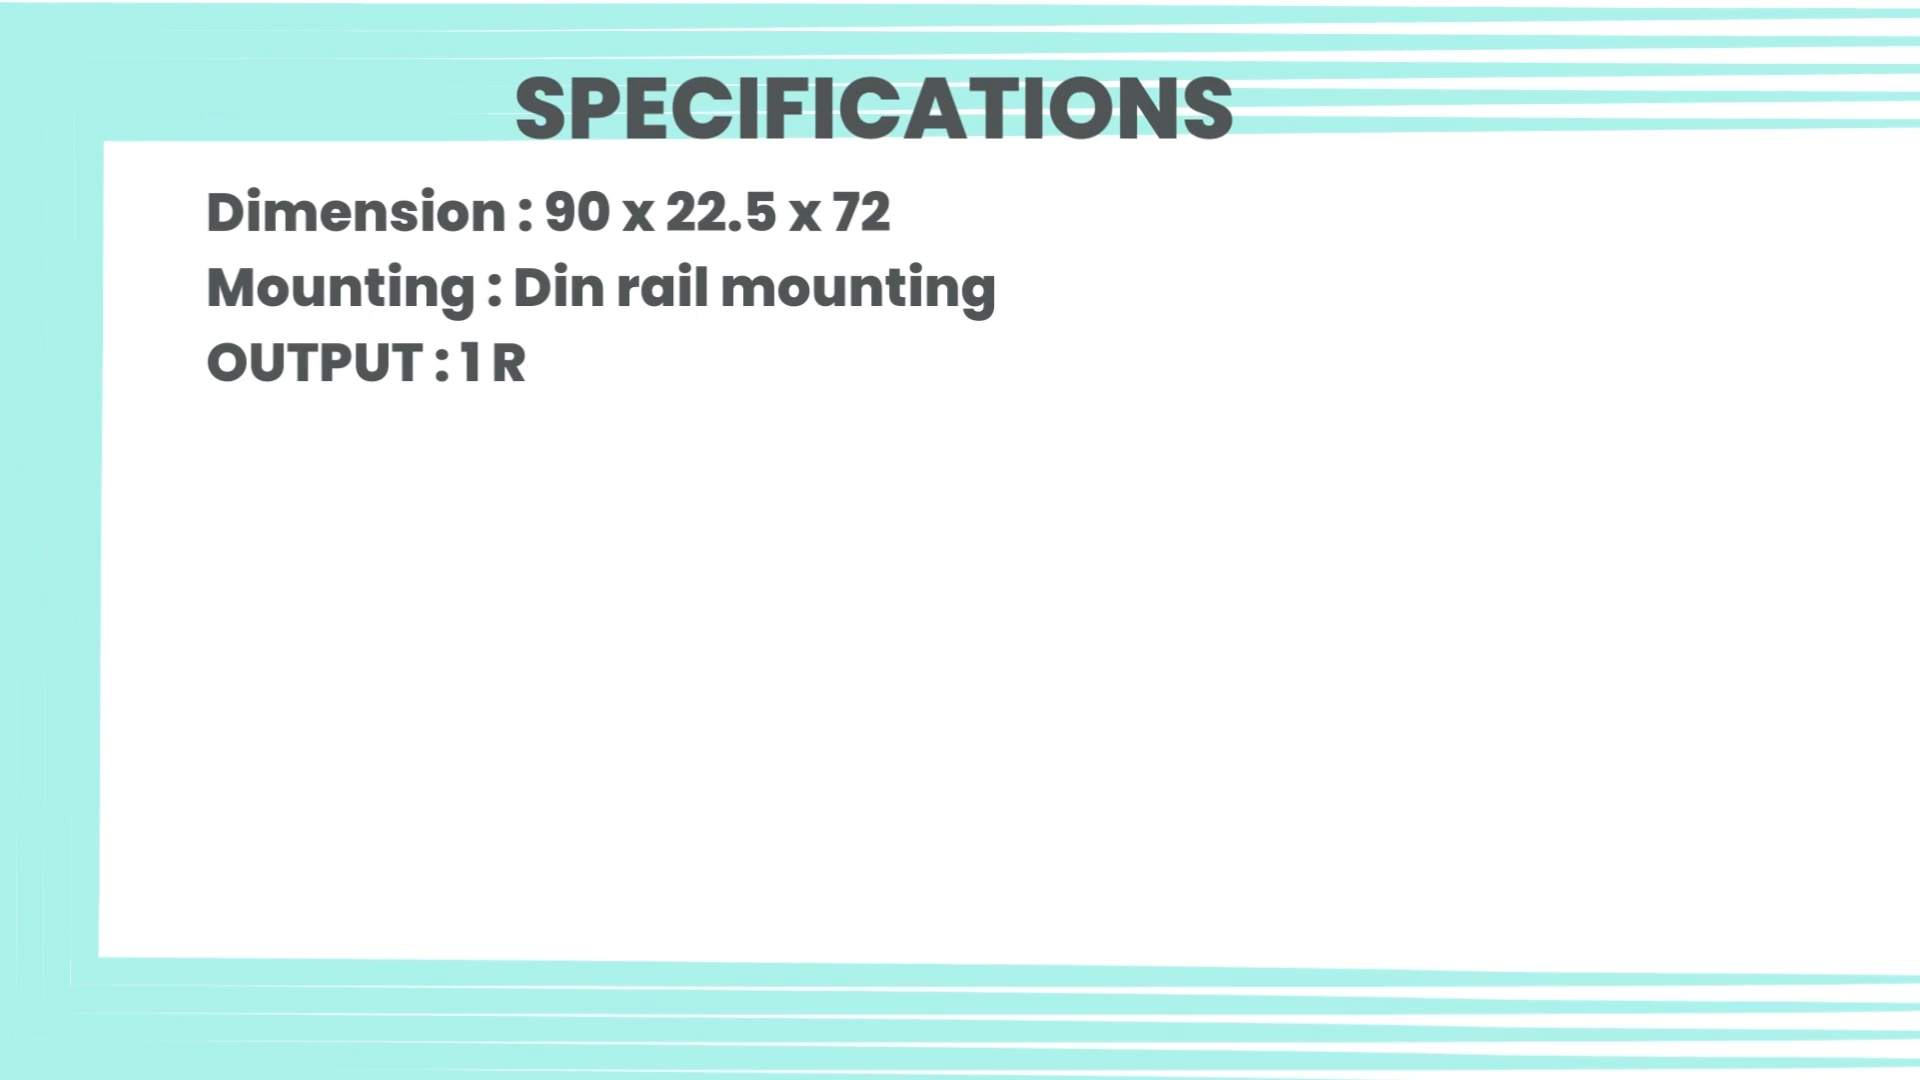 SPECIFICATIONS
Dimension : 90 x 22.5 x 72
Mounting : Din rail mounting
OUTPUT : 1 R